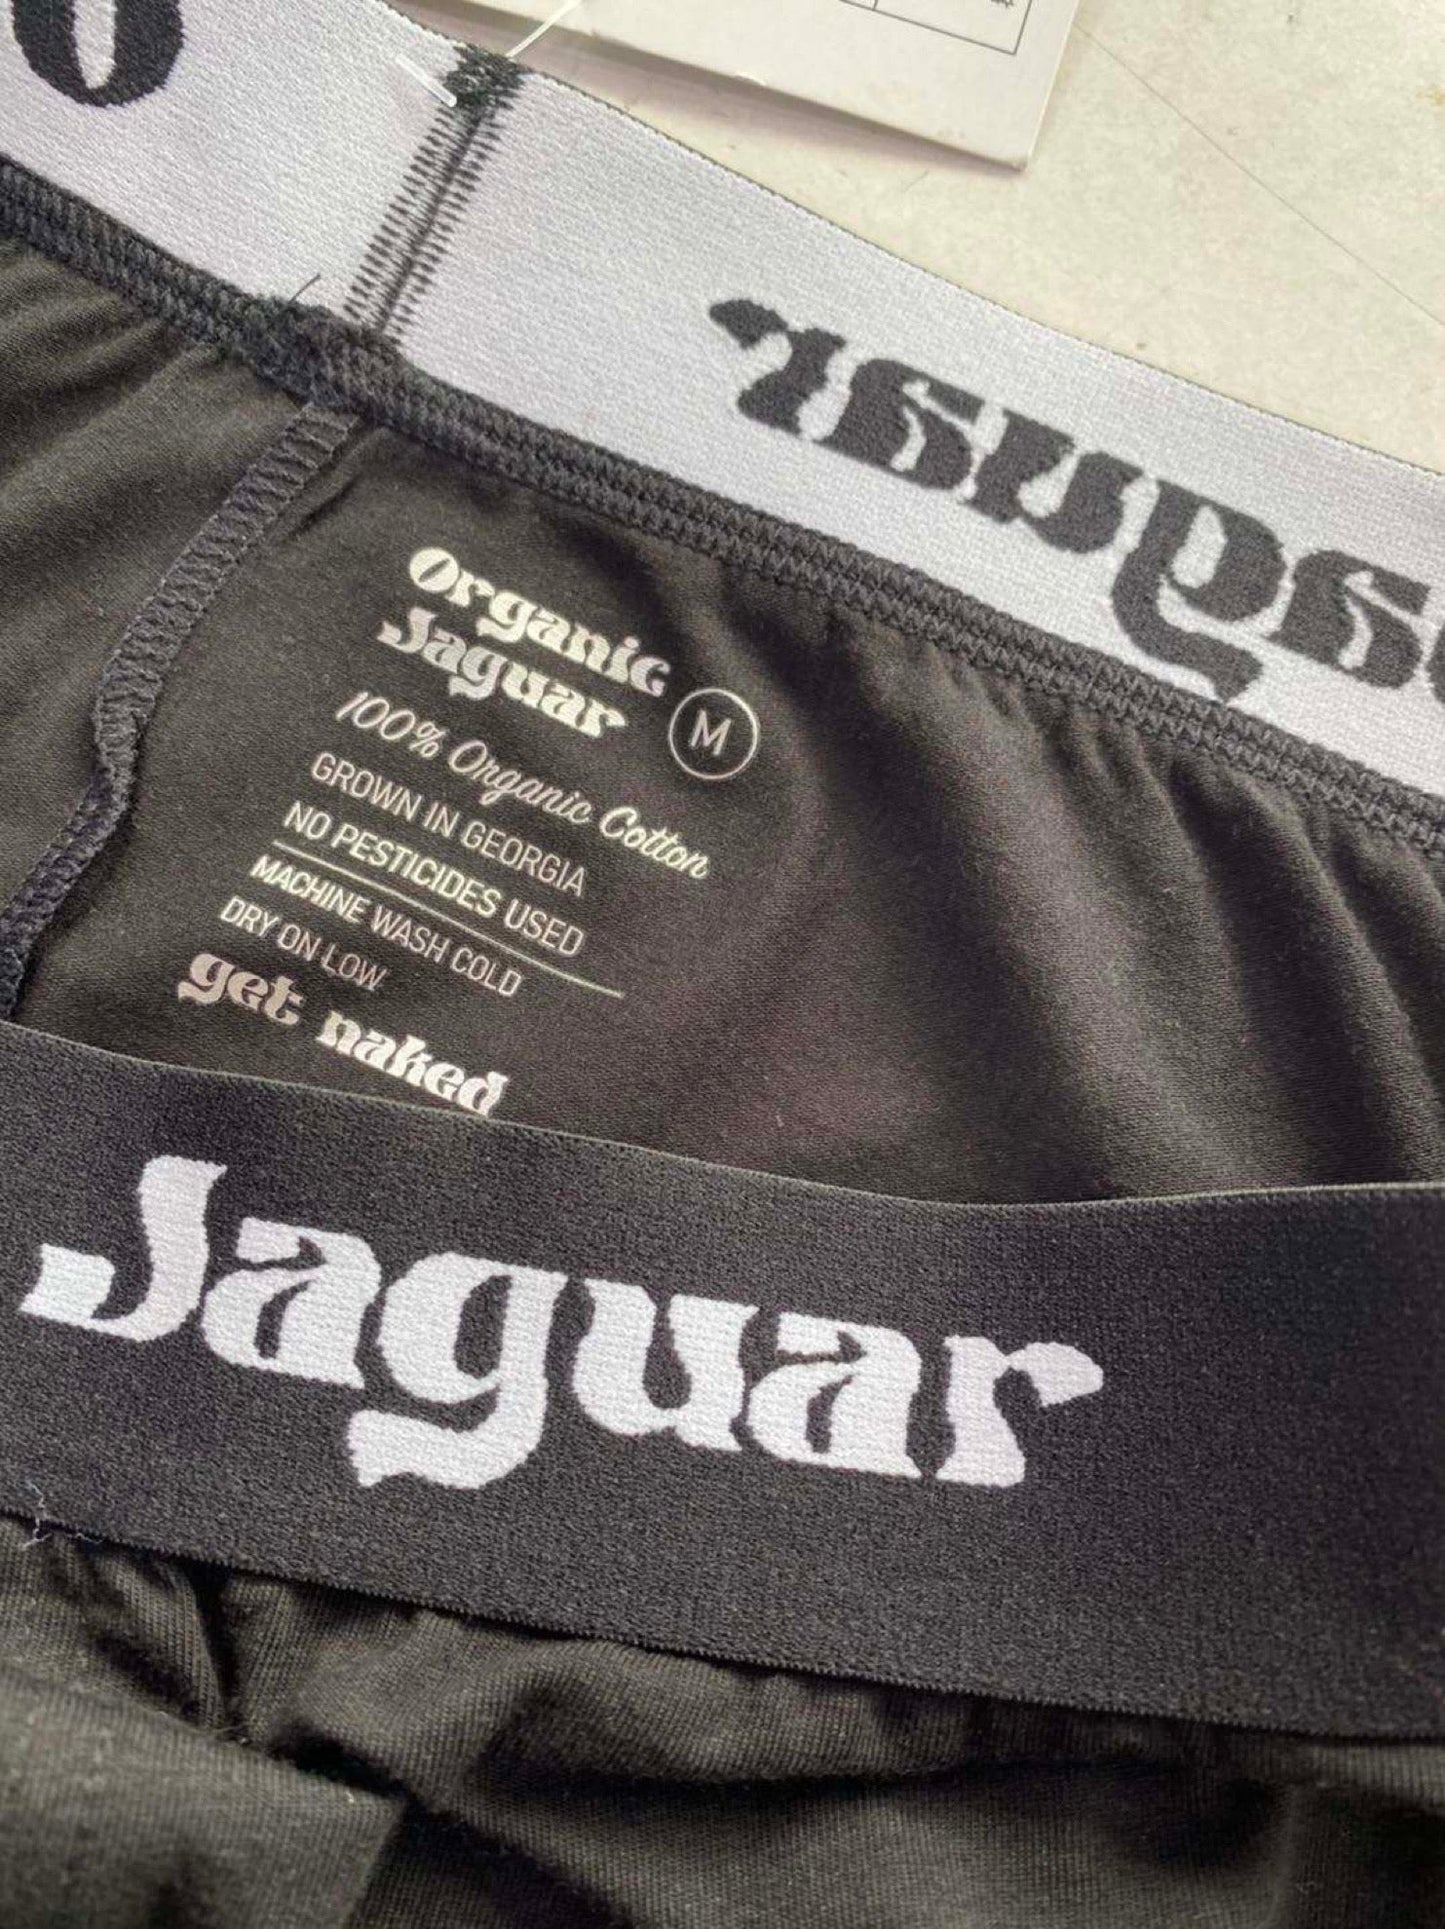 Jaguar
Organic
Jaguar
M
100% Organic Cotton
GROWN IN GEORGIA
NO PESTICIDES USED
MACHINE WASH COLD
DRY ON LOW
get naked
Jaguar